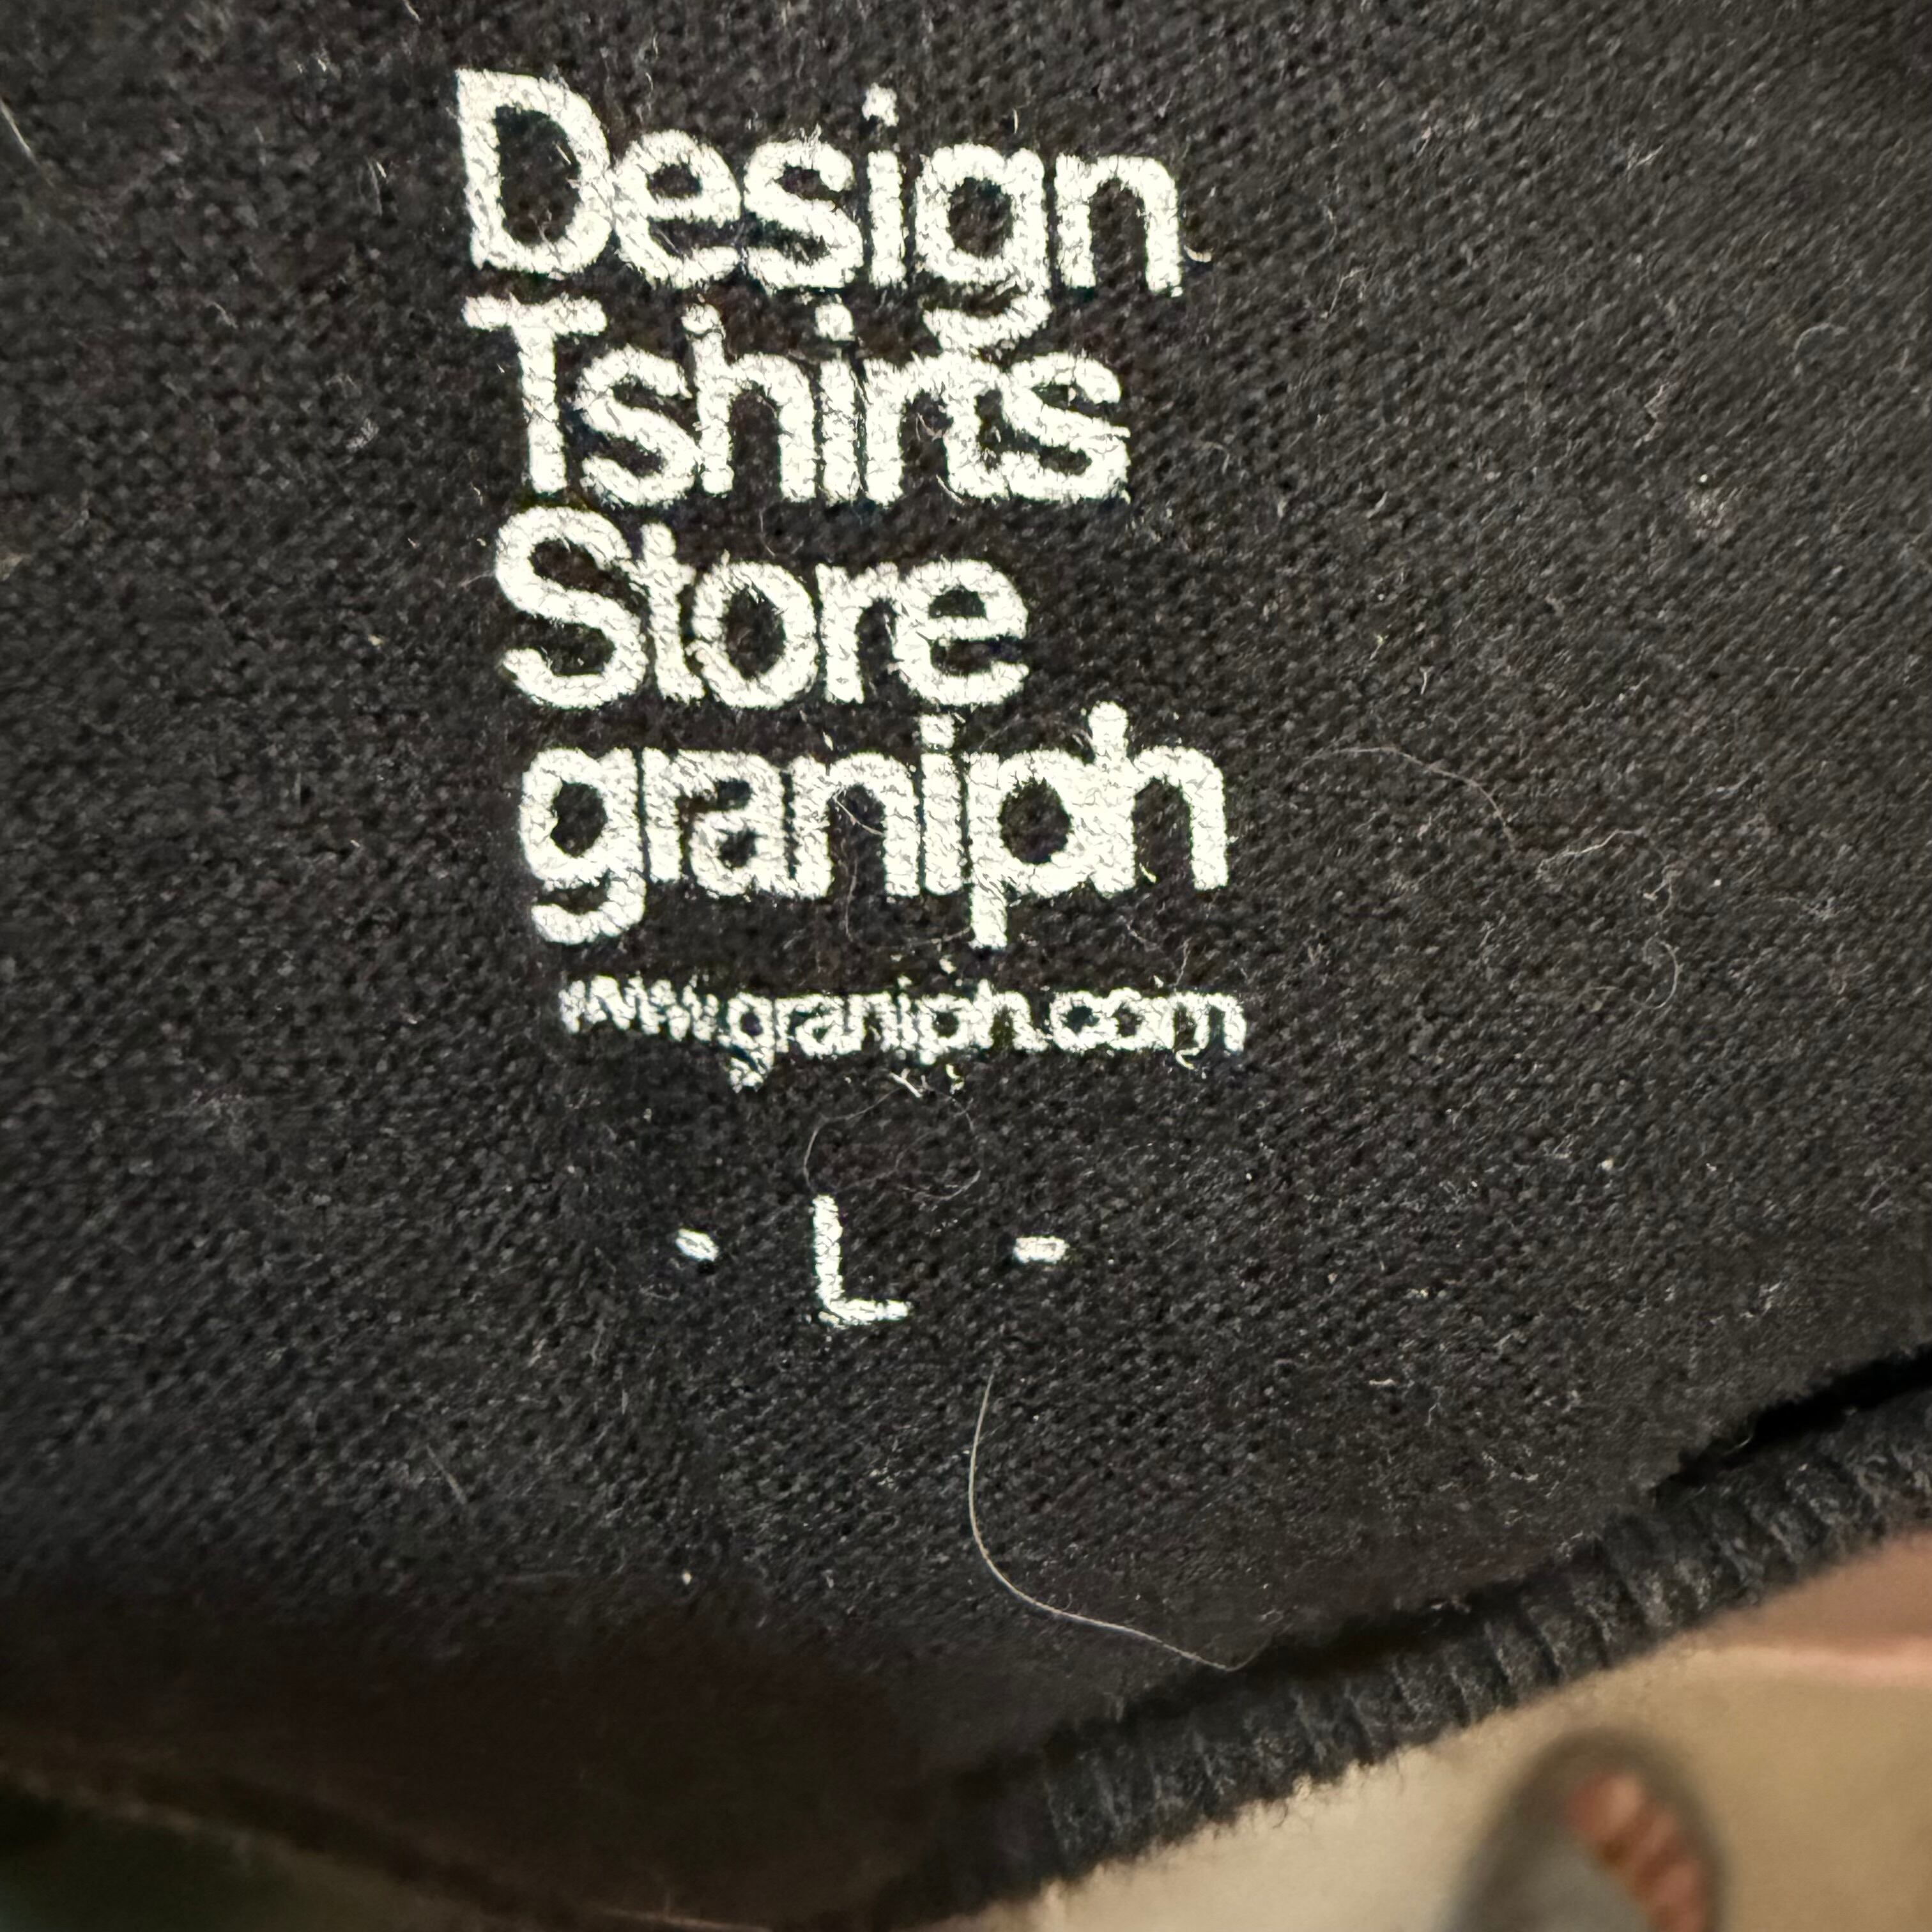 Design
Tshirts
Store
graniph
www.graniph.com
- L -